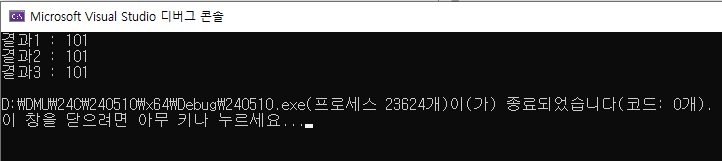 Microsoft Visual Studio 디버그 콘솔
결과1 : 101
결과2 : 101
결과3 : 101
D:₩DMU₩24C₩240510₩x64₩Debug₩240510.exe(프로세스 23624개)이(가) 종료되었습니다(코드: 0개).
이 창을 닫으려면 아무 키나 누르세요...